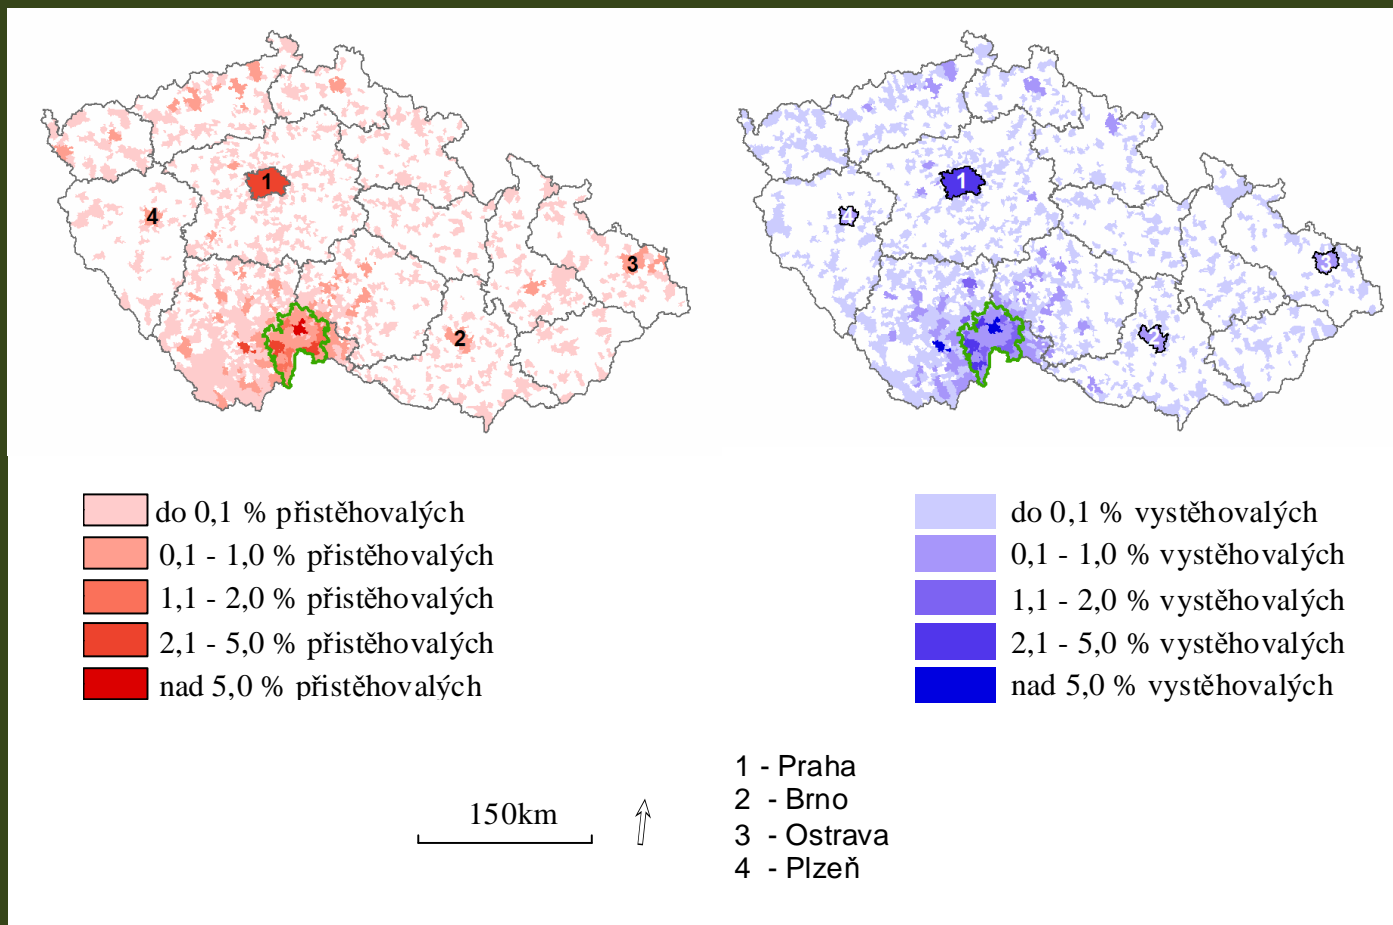 1
4
3
2
1
4
3
2
do 0,1 % přistěhovalých
0,1 - 1,0 % přistěhovalých
1,1 - 2,0 % přistěhovalých
2,1 - 5,0 % přistěhovalých
nad 5,0 % přistěhovalých
do 0,1 % vystěhovalých
0,1 - 1,0 % vystěhovalých
1,1 - 2,0 % vystěhovalých
2,1 - 5,0 % vystěhovalých
nad 5,0 % vystěhovalých
150km
1 - Praha
2 - Brno
3 - Ostrava
4 - Plzeň